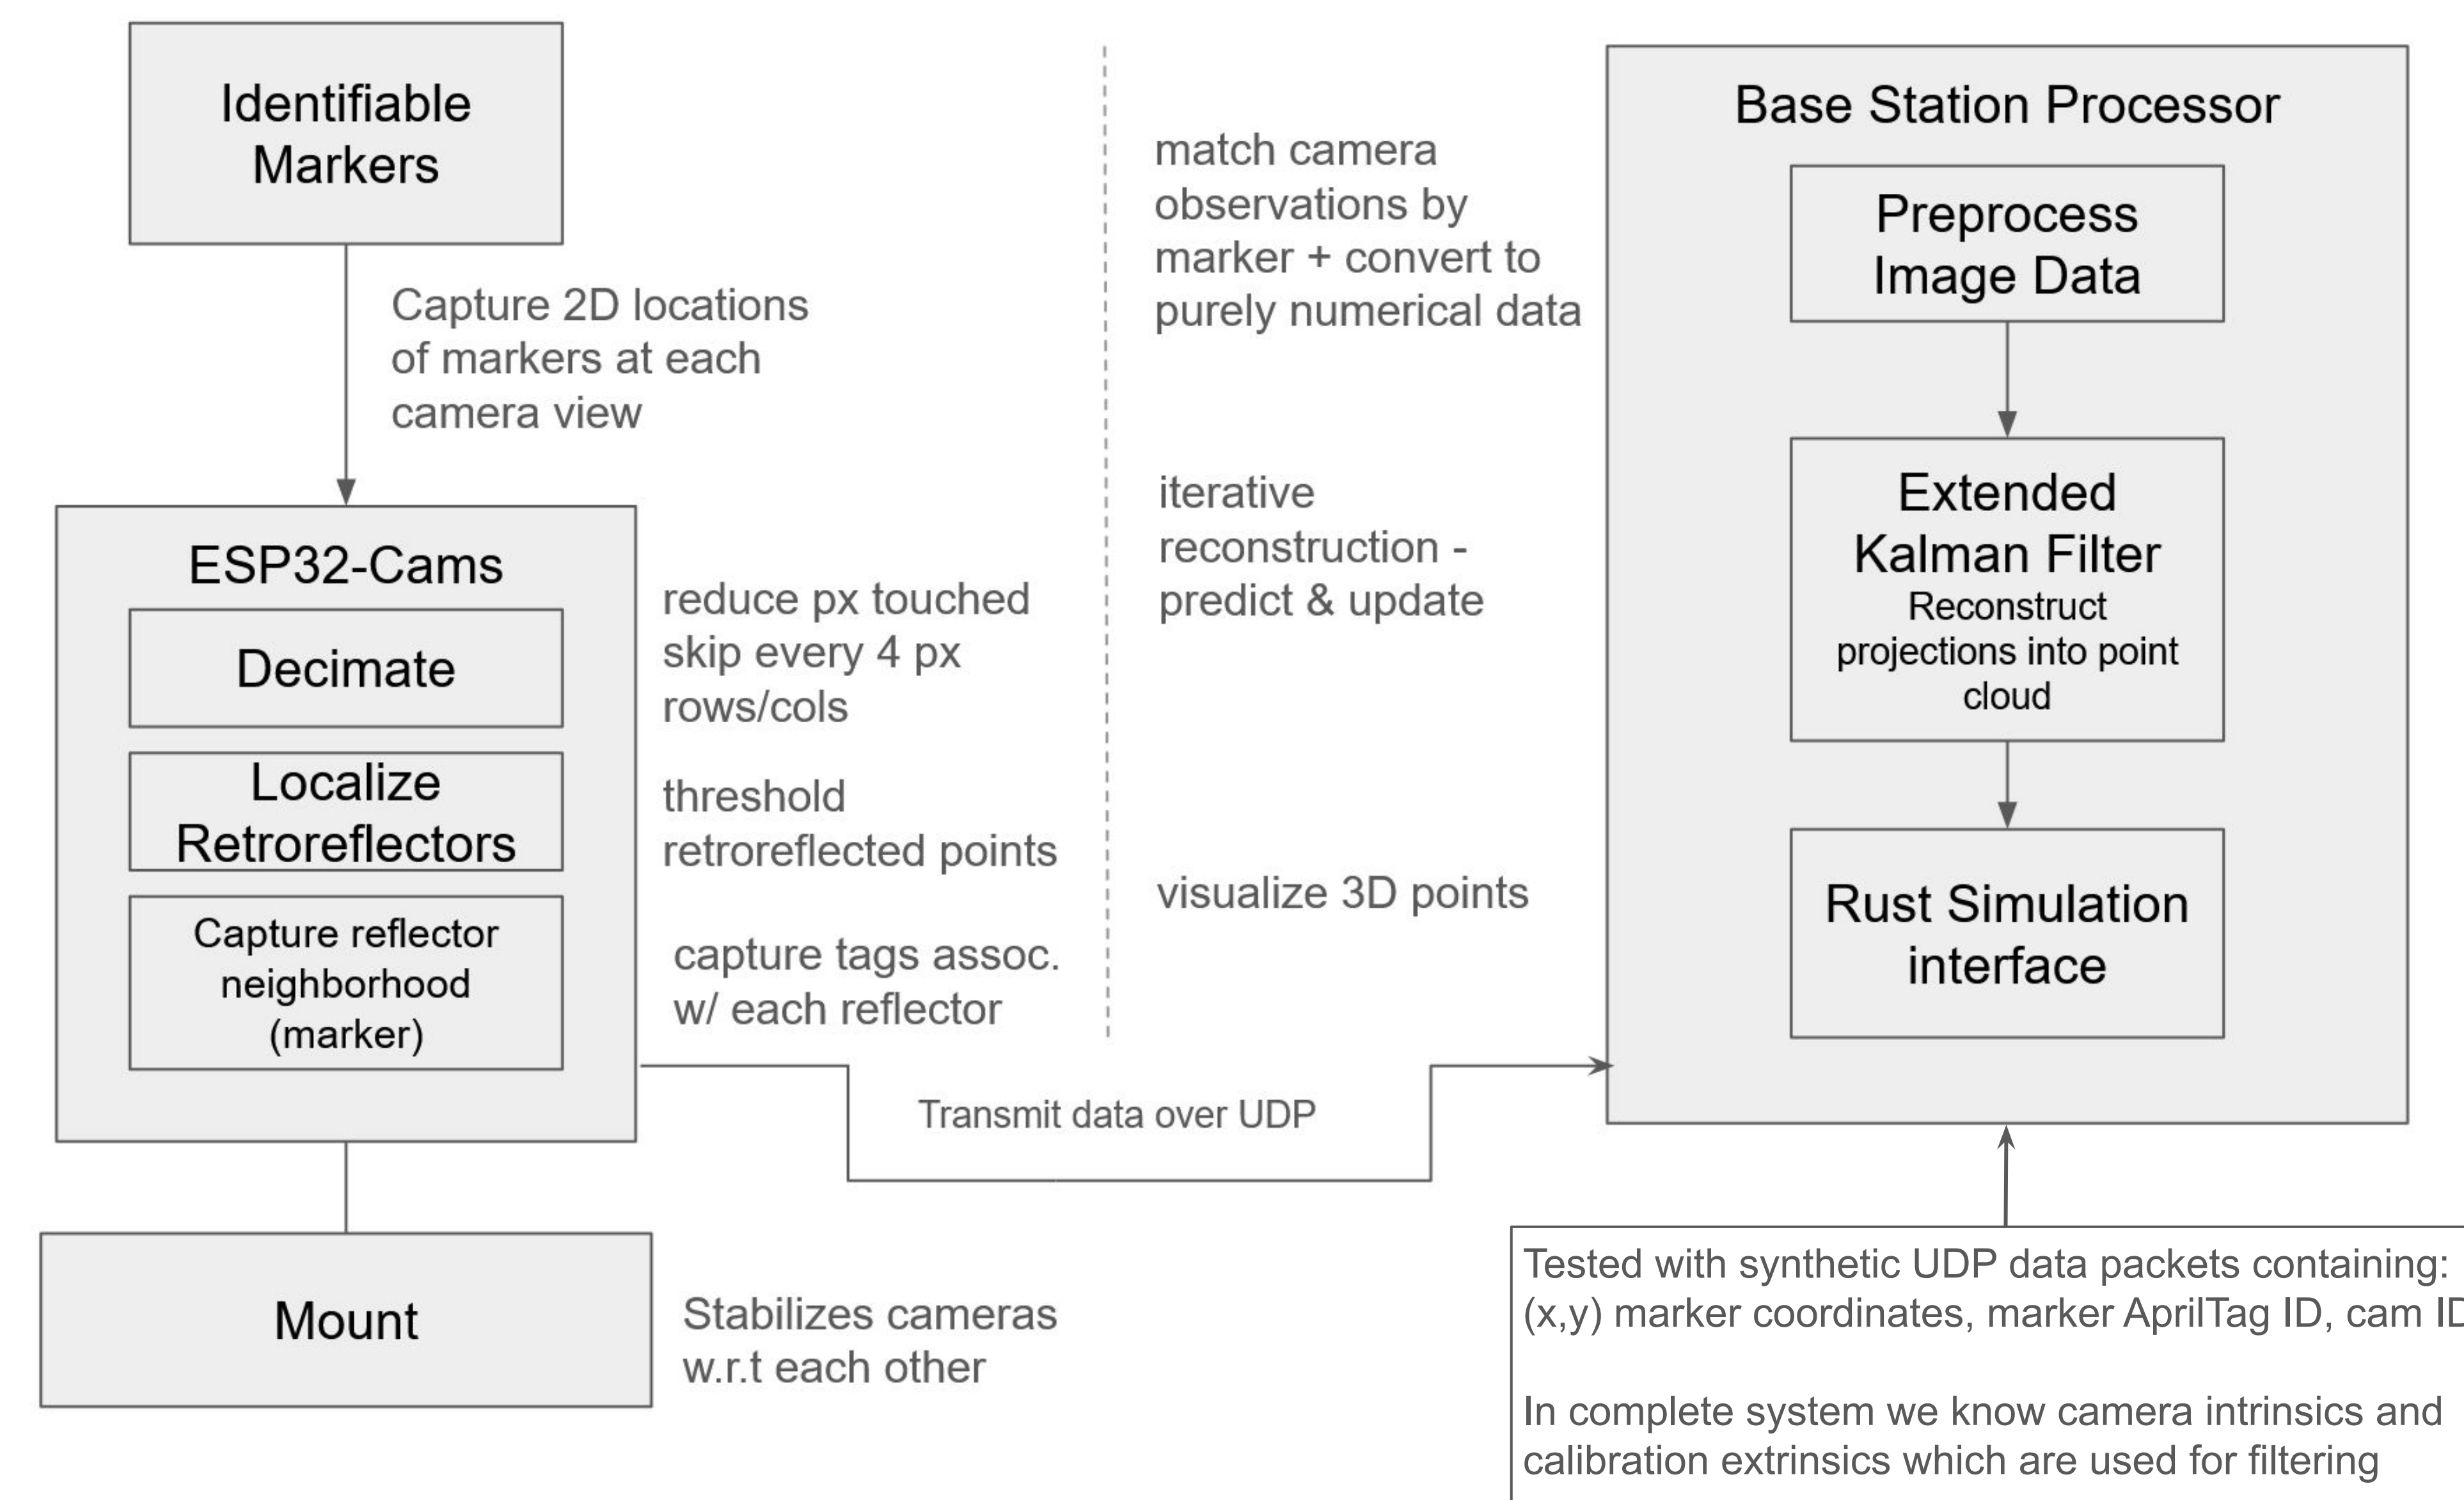 Identifiable
Markers
Capture 2D locations
of markers at each
camera view
ESP32-Cams
Decimate
reduce px touched
skip every 4 px
rows/cols
Localize
Retroreflectors
threshold
retroreflected points
Capture reflector
neighborhood
(marker)
capture tags assoc.
w/ each reflector
Mount
Stabilizes cameras
w.r.t each other
Transmit data over UDP
match camera
observations by
marker + convert to
purely numerical data
iterative
reconstruction -
predict & update
visualize 3D points
Base Station Processor
Preprocess
Image Data
Extended
Kalman Filter
Reconstruct
projections into point
cloud
Rust Simulation
interface
Tested with synthetic UDP data packets containing:
(x,y) marker coordinates, marker AprilTag ID, cam ID
In complete system we know camera intrinsics and
calibration extrinsics which are used for filtering